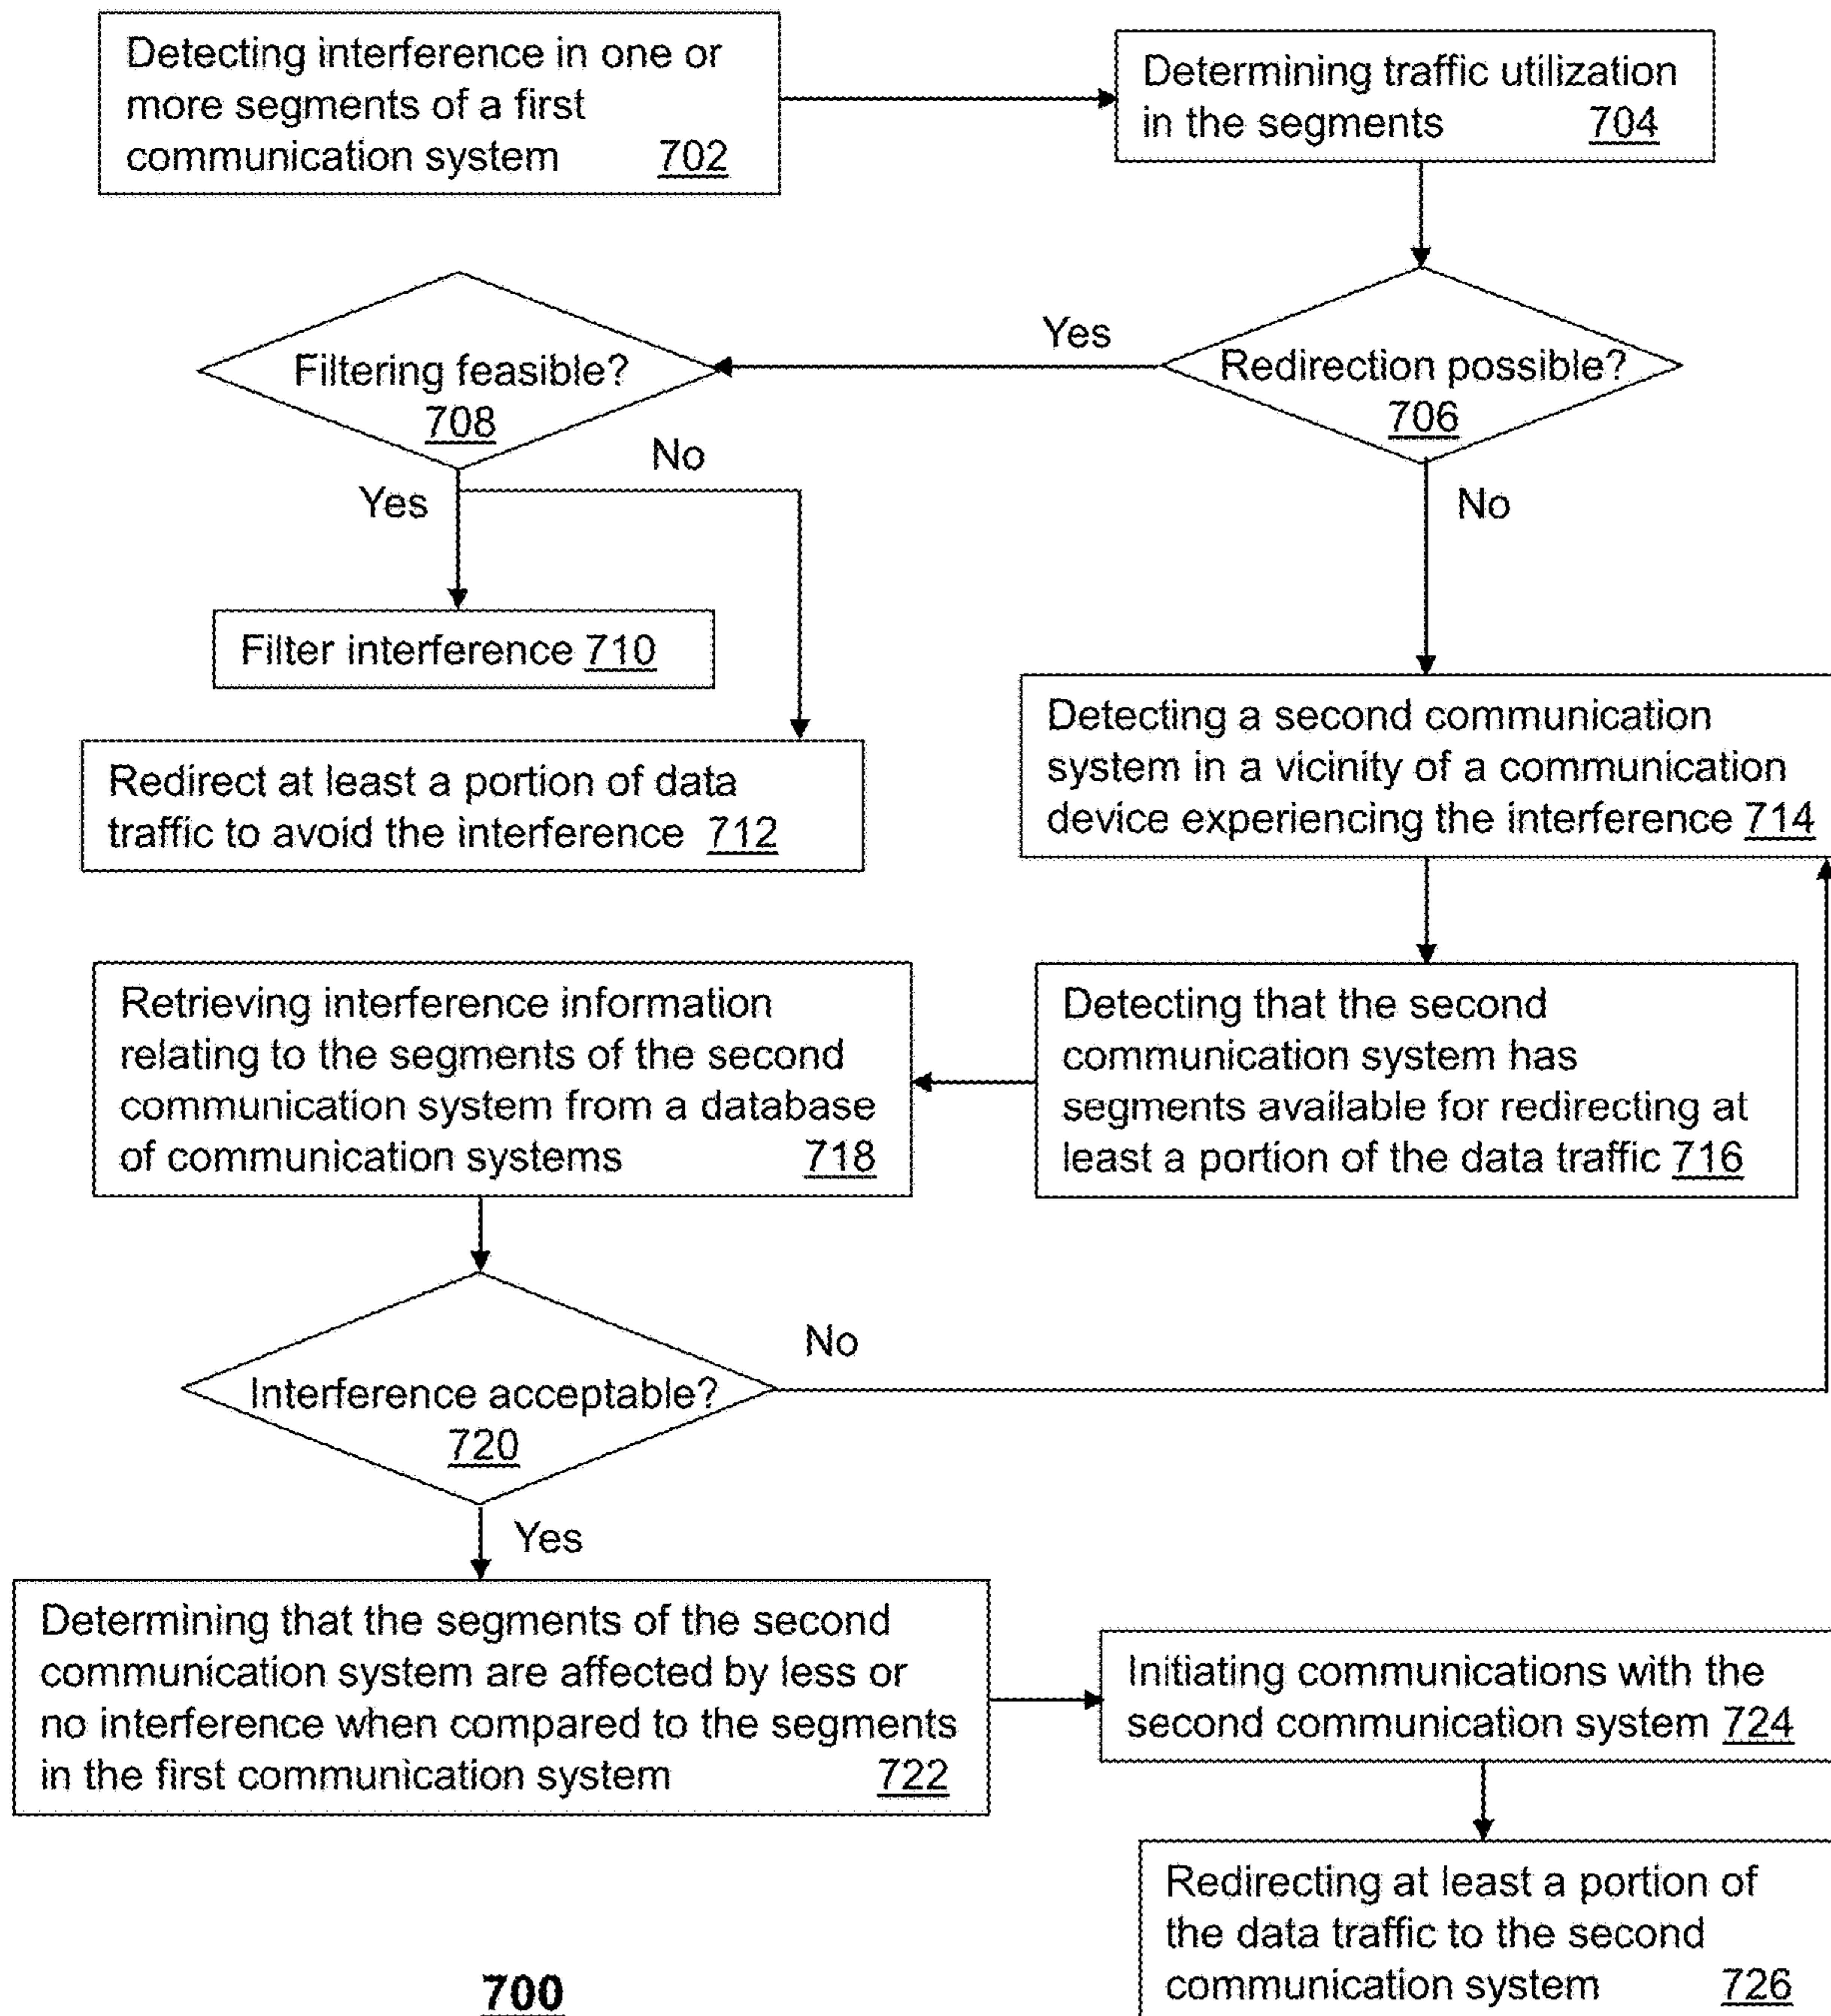 Detecting interference in one or
more segments of a first
communication system 702
Determining traffic utilization
in the segments 704
Redirection possible?
706
Yes
No
Filtering feasible?
708
No
Yes
Filter interference 710
Redirect at least a portion of data
traffic to avoid the interference 712
Detecting a second communication
system in a vicinity of a communication
device experiencing the interference 714
Detecting that the second
communication system has
segments available for redirecting at
least a portion of the data traffic 716
Retrieving interference information
relating to the segments of the second
communication system from a database
of communication systems 718
Interference acceptable?
720
No
Yes
Determining that the segments of the second
communication system are affected by less or
no interference when compared to the segments
in the first communication system 722
Initiating communications with the
second communication system 724
Redirecting at least a portion of
the data traffic to the second
communication system 726
700